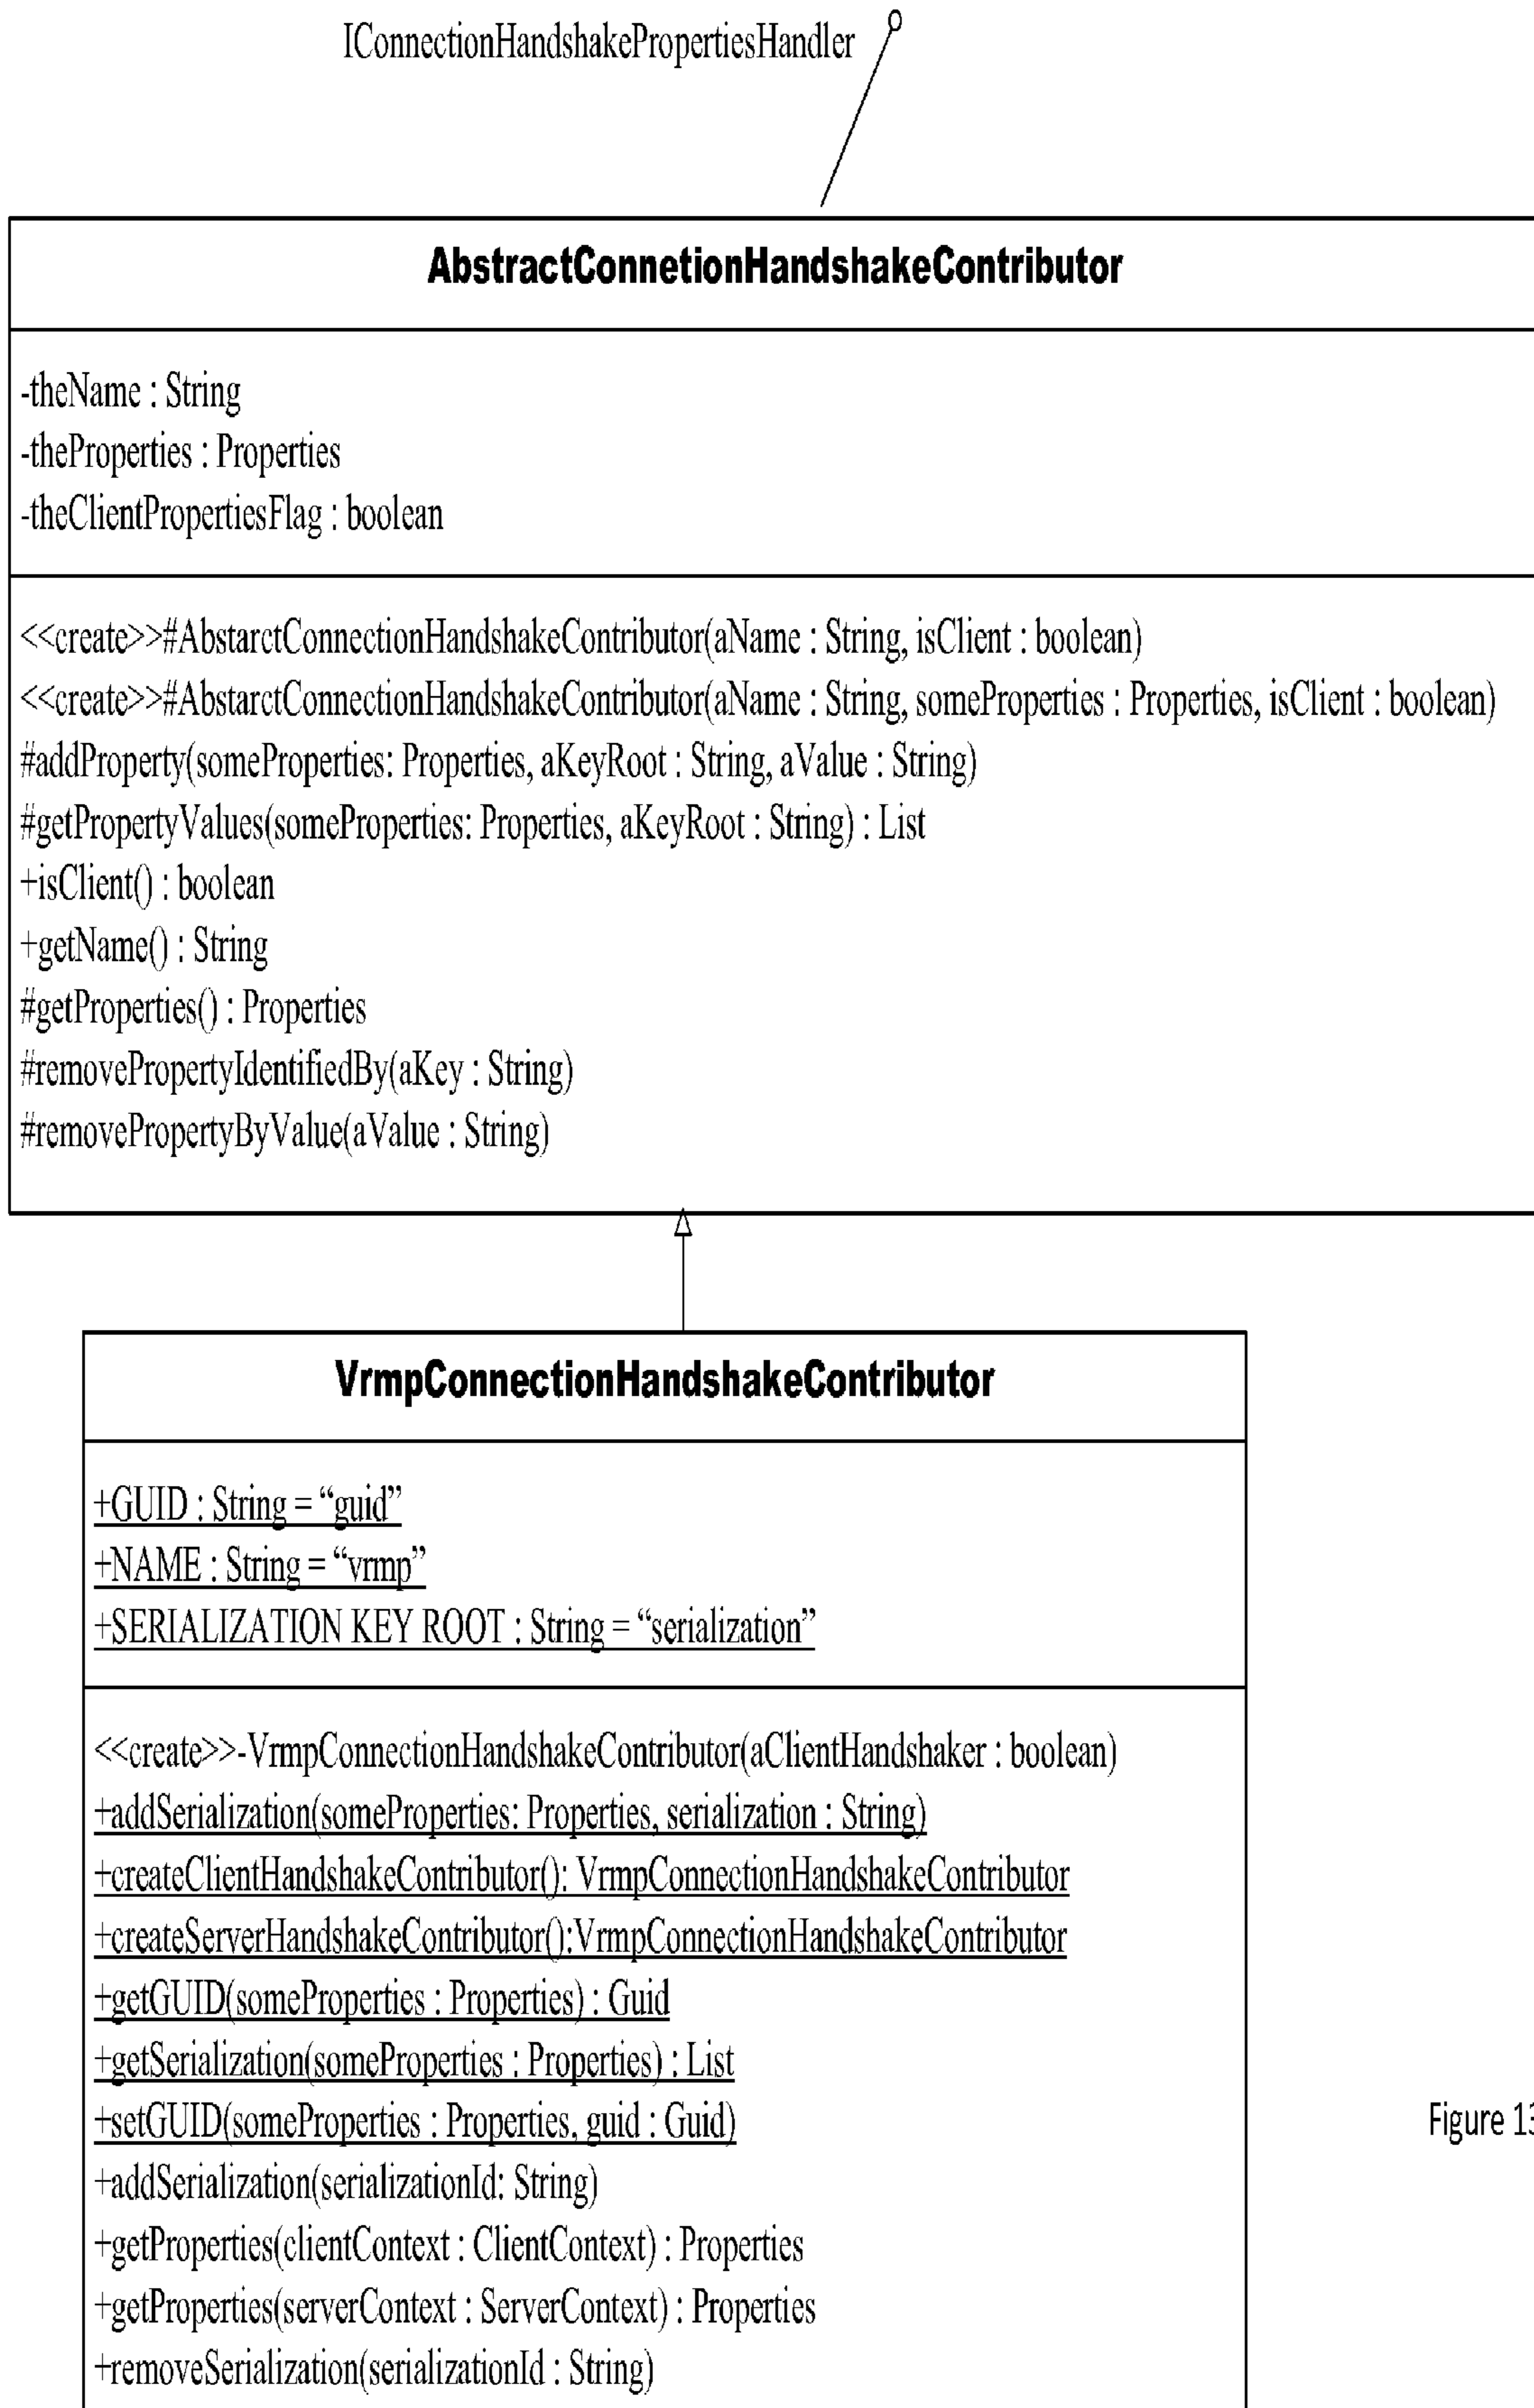 IConnectionHandshakePropertiesHandler
AbstractConnetionHandshakeContributor
-theName : String
-theProperties : Properties
-theClientPropertiesFlag : boolean
<<create>>#AbstarctConnectionHandshakeContributor(aName : String, isClient : boolean)
<<create>>#AbstarctConnectionHandshakeContributor(aName : String, someProperties : Properties, isClient : boolean)
#addProperty(someProperties: Properties, aKeyRoot : String, aValue : String)
#getPropertyValues(someProperties: Properties, aKeyRoot : String) : List
+isClient() : boolean
+getName() : String
#getProperties() : Properties
#removePropertyIdentifiedBy(aKey : String)
#removePropertyByValue(aValue : String)
VrmpConnectionHandshakeContributor
+GUID : String = “guid”
+NAME : String = “vrmp”
+SERIALIZATION KEY ROOT : String = “serialization”
<<create>>-VrmpConnectionHandshakeContributor(aClientHandshaker : boolean)
+addSerialization(someProperties: Properties, serialization : String)
+createClientHandshakeContributor(): VrmpConnectionHandshakeContributor
+createServerHandshakeContributor():VrmpConnectionHandshakeContributor
+getGUID(someProperties : Properties) : Guid
+getSerialization(someProperties : Properties) : List
+setGUID(someProperties : Properties, guid : Guid)
+addSerialization(serializationId: String)
+getProperties(clientContext : ClientContext) : Properties
+getProperties(serverContext : ServerContext) : Properties
+removeSerialization(serializationId : String)
Figure 13